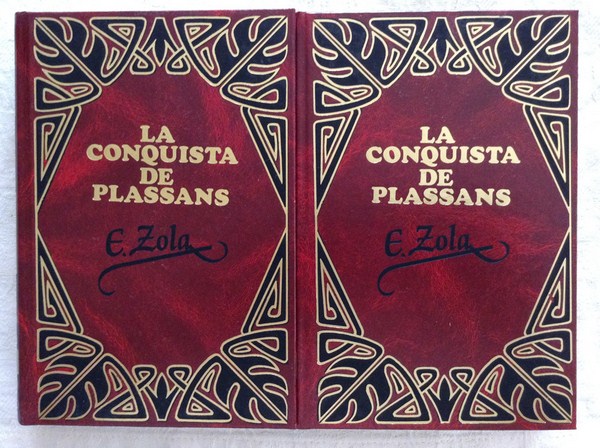 LA
CONQUISTA
DE
PLASSANS
E. Zola
LA
CONQUISTA
DE
PLASSANS
E. Zola